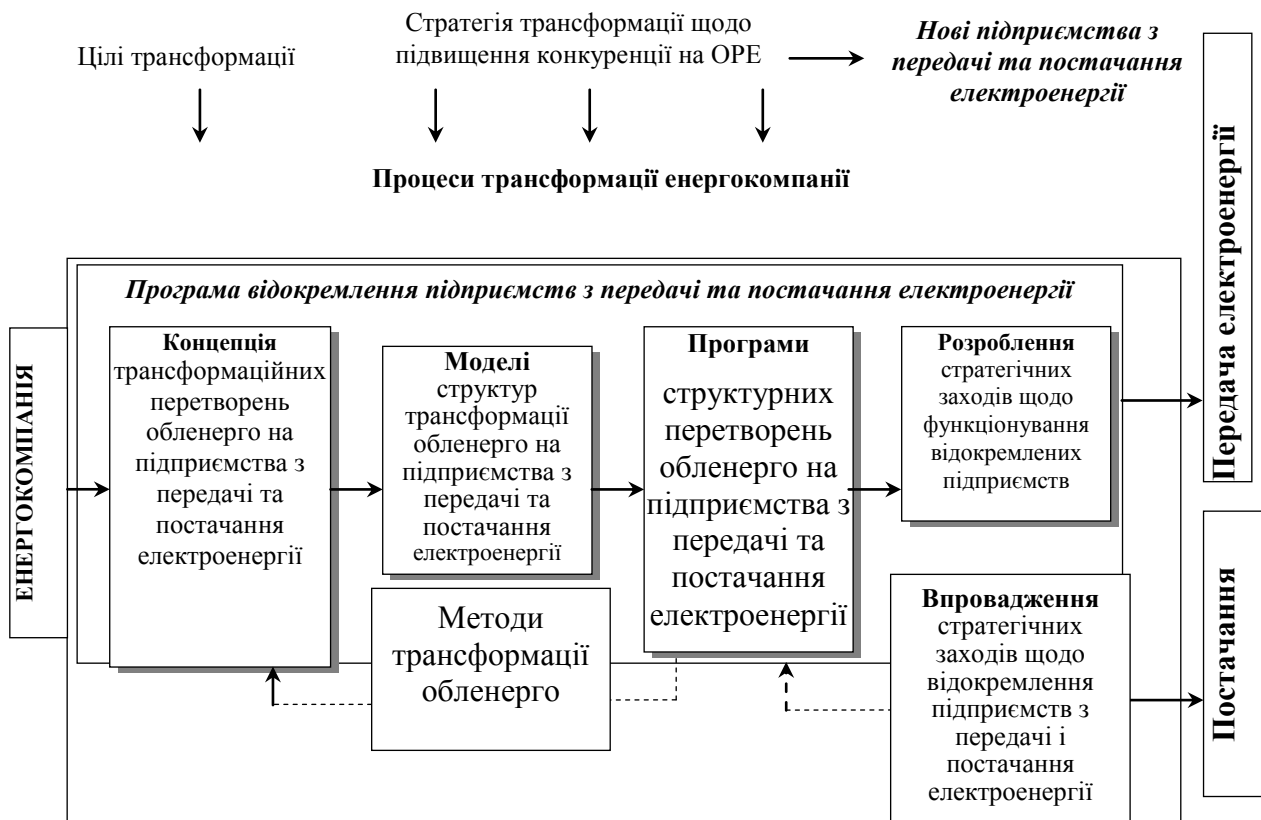 Цілі трансформації
Стратегія трансформації щодо
підвищення конкуренції на ОРЕ
Нові підприємства з
передачі та постачання
електроенергії
Процеси трансформації енергокомпанії
Програма відокремлення підприємств з передачі та постачання електроенергії
ЕНЕРГОКОМПАНІЯ
Концепція
трансформаційних
перетворень
обленерго на
підприємства з
передачі та
постачання
електроенергії
Моделі
структур
трансформації
обленерго на
підприємства з
передачі та
постачання
електроенергії
Програми
структурних
перетворень
обленерго на
підприємства з
передачі та
постачання
електроенергії
Розроблення
стратегічних
заходів щодо
функціонування
відокремлених
підприємств
Методи
трансформації
обленерго
Впровадження
стратегічних
заходів щодо
відокремлення
підприємств з
передачі і
постачання
електроенергії
Передача електроенергії
Постачання